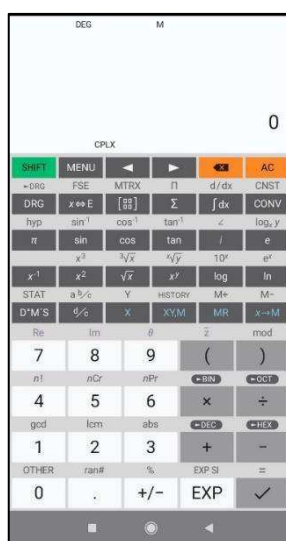 DEG M
0
CPLX
SHIFT MENU ◄ ► AC
←DRG FSE MTRX Π d/dx CNST
DRG x⇔E Σ ∫dx CONV
hyp sin⁻¹ cos⁻¹ tan⁻¹ ∠ logₓ y
π sin cos tan i e
x³ ³√x ˣ√y 10ˣ eˣ
x⁻¹ x² √x xʸ log ln
STAT a b/c Y HISTORY M+ M−
D°M´S d/c X XY,M MR x→M
Re Im θ z̄ mod
7 8 9 ( )
n! nCr nPr ←BIN ←OCT
4 5 6 × ÷
gcd lcm abs ←DEC ←HEX
1 2 3 + −
OTHER ran# % EXP SI =
0 . +/− EXP ✓